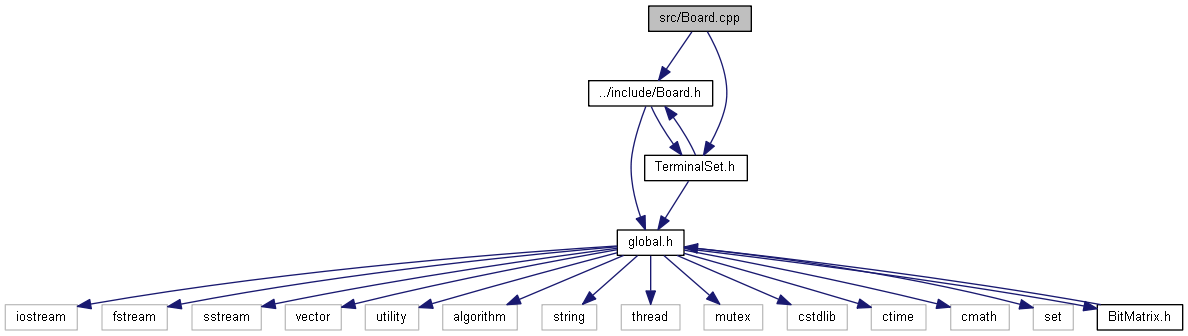 src/Board.cpp
../include/Board.h
TerminalSet.h
global.h
iostream
fstream
sstream
vector
utility
algorithm
string
thread
mutex
cstdlib
ctime
cmath
set
BitMatrix.h